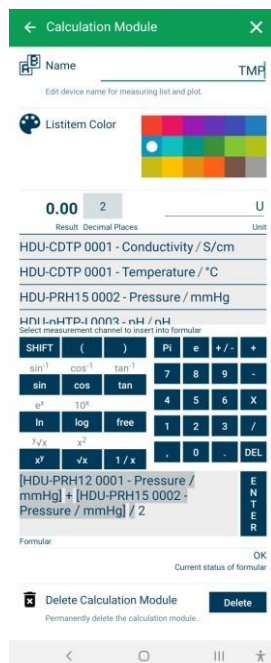 Calculation Module
Name
TMP
Edit device name for measuring list and plot.
Listitem Color
0.00 2 U
Result Decimal Places Unit
HDU-CDTP 0001 - Conductivity / S/cm
HDU-CDTP 0001 - Temperature / °C
HDU-PRH15 0002 - Pressure / mmHg
HDU-pHTP-I 0003 - pH / pH
Select measurement channel to insert into formular
SHIFT ( ) Pi e +/- +
sin⁻¹ cos⁻¹ tan⁻¹
sin cos tan 7 8 9 -
eˣ 10ˣ
ln log free 4 5 6 X
1 2 3 /
ʸ√x x²
xʸ √x 1 / x , 0 . DEL
[HDU-PRH12 0001 - Pressure /
mmHg] + [HDU-PRH15 0002 -
Pressure / mmHg] / 2
ENTER
Formular
OK
Current status of formular
Delete Calculation Module
Delete
Permanently delete the calculation module.